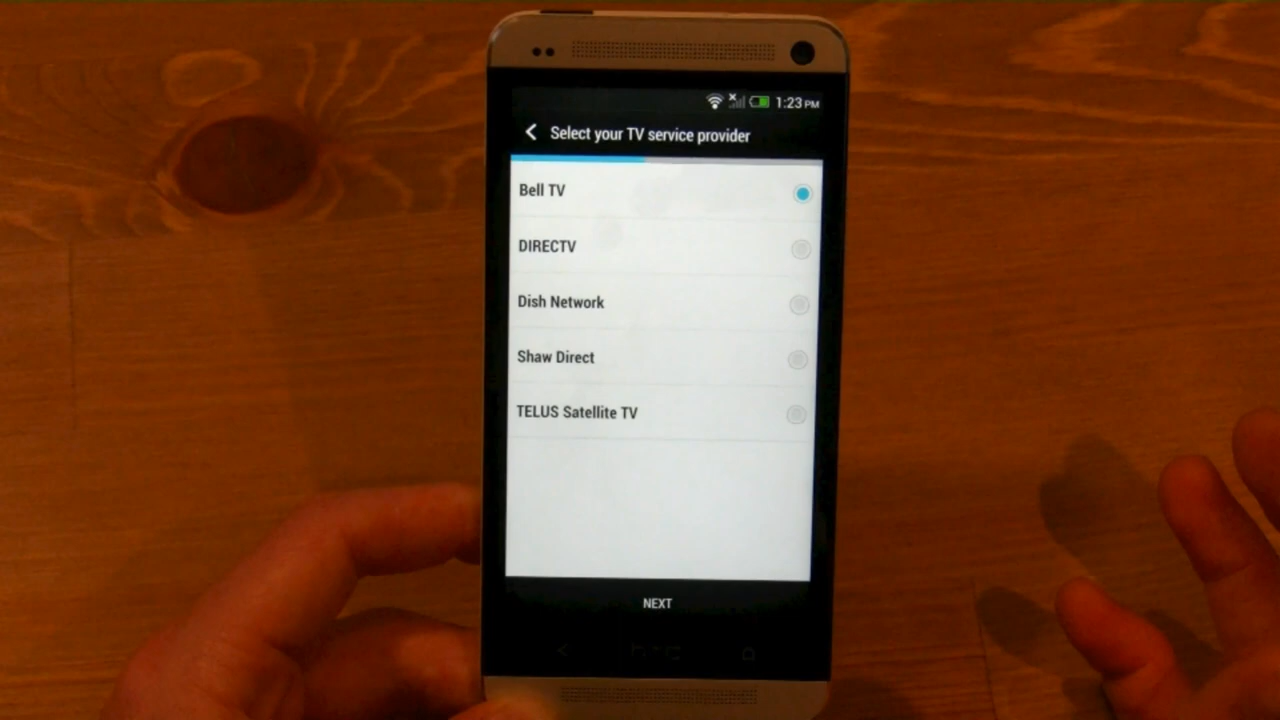 1:23 PM
Select your TV service provider
Bell TV
DIRECTV
Dish Network
Shaw Direct
TELUS Satellite TV
NEXT
hTC